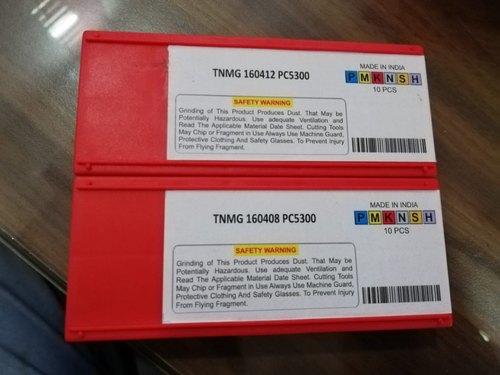 TNMG 160412 PC5300
MADE IN INDIA
P M K N S H
10 PCS
SAFETY WARNING
Grinding of This Product Produces Dust. That May be
Potentially Hazardous. Use adequate Ventilation and
Read The Applicable Material Date Sheet. Cutting Tools
May Chip or Fragment in Use Always Use Machine Guard,
Protective Clothing And Safety Glasses. To Prevent Injury
From Flying Fragment.
TNMG 160408 PC5300
MADE IN INDIA
P M K N S H
10 PCS
SAFETY WARNING
Grinding of This Product Produces Dust. That May be
Potentially Hazardous. Use adequate Ventilation and
Read The Applicable Material Date Sheet. Cutting Tools
May Chip or Fragment in Use Always Use Machine Guard,
Protective Clothing And Safety Glasses. To Prevent Injury
From Flying Fragment.